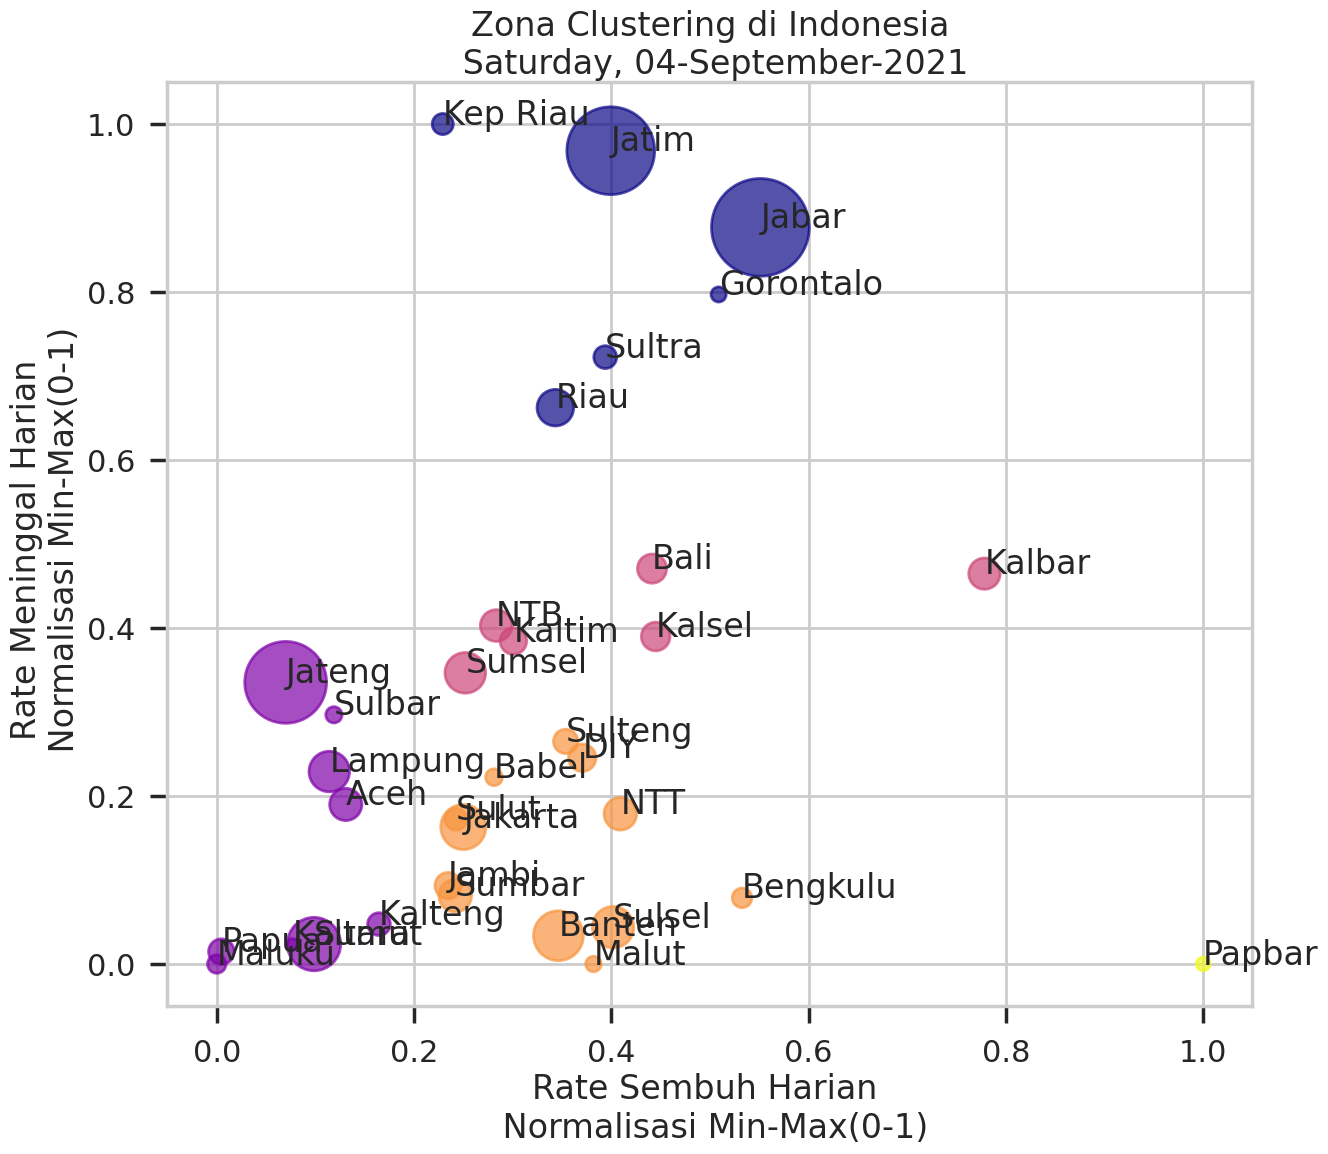 Zona Clustering di Indonesia
Saturday, 04-September-2021
Rate Meninggal Harian
Normalisasi Min-Max(0-1)
1.0
0.8
0.6
0.4
0.2
0.0
Kep Riau
Jatim
Jabar
Gorontalo
Sultra
Riau
Bali
Kalbar
NTB
Kaltim
Kalsel
Sumsel
Jateng
Sulbar
Sulteng
DIY
Lampung
Babel
Aceh
Sulut
Jakarta
NTT
Jambi
Sumbar
Bengkulu
Kalteng
Sulsel
Banten
Papua
Kaltara
Sumut
Maluku
Malut
Papbar
0.0 0.2 0.4 0.6 0.8 1.0
Rate Sembuh Harian
Normalisasi Min-Max(0-1)